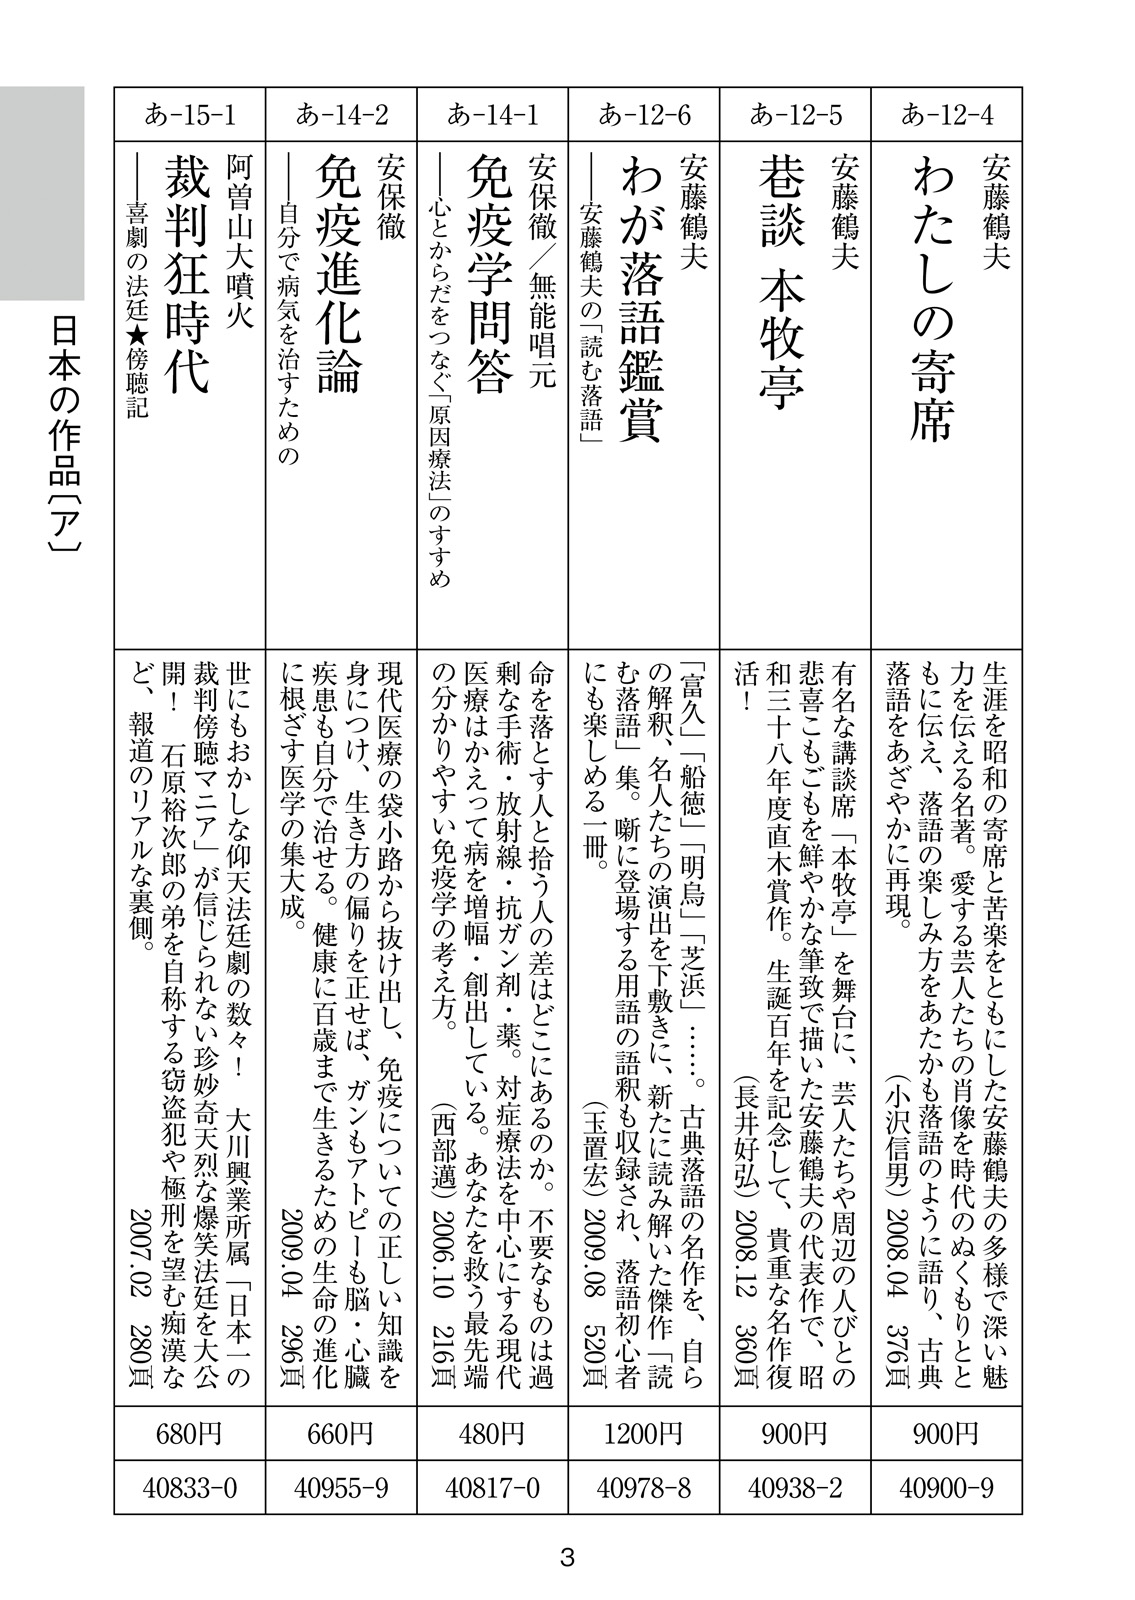 あ-12-4
安藤鶴夫
わたしの寄席
生涯を昭和の寄席と苦楽をともにした安藤鶴夫の多様で深い魅
力を伝える名著。愛する芸人たちの肖像を時代のぬくもりとと
もに伝え、落語の楽しみ方をあたかも落語のように語り、古典
落語をあざやかに再現。
(小沢信男) 2008.04 376頁
900円
40900-9
あ-12-5
安藤鶴夫
巷談 本牧亭
有名な講談席「本牧亭」を舞台に、芸人たちや周辺の人びとの
悲喜こもごもを鮮やかな筆致で描いた安藤鶴夫の代表作で、昭
和三十八年度直木賞作。生誕百年を記念して、貴重な名作復
活!
(長井好弘) 2008.12 360頁
900円
40938-2
あ-12-6
安藤鶴夫
わが落語鑑賞
――安藤鶴夫の「読む落語」
「富久」「船徳」「明烏」「芝浜」……。古典落語の名作を、自ら
の解釈、名人たちの演出を下敷きに、新たに読み解いた傑作「読
む落語」集。噺に登場する用語の語釈も収録され、落語初心者
にも楽しめる一冊。
(玉置宏) 2009.08 520頁
1200円
40978-8
あ-14-1
安保徹/無能唱元
免疫学問答
――心とからだをつなぐ「原因療法」のすすめ
命を落とす人と拾う人の差はどこにあるのか。不要なものは過
剰な手術・放射線・抗ガン剤・薬。対症療法を中心にする現代
医療はかえって病を増幅・創出している。あなたを救う最先端
の分かりやすい免疫学の考え方。
(西部邁) 2006.10 216頁
480円
40817-0
あ-14-2
安保徹
免疫進化論
――自分で病気を治すための
現代医療の袋小路から抜け出し、免疫についての正しい知識を
身につけ、生き方の偏りを正せば、ガンもアトピーも脳・心臓
疾患も自分で治せる。健康に百歳まで生きるための生命の進化
に根ざす医学の集大成。
2009.04 296頁
660円
40955-9
あ-15-1
阿曽山大噴火
裁判狂時代
――喜劇の法廷★傍聴記
世にもおかしな仰天法廷劇の数々! 大川興業所属「日本一の
裁判傍聴マニア」が信じられない珍妙奇天烈な爆笑法廷を大公
開! 石原裕次郎の弟を自称する窃盗犯や極刑を望む痴漢な
ど、報道のリアルな裏側。
2007.02 280頁
680円
40833-0
日本の作品〔ア〕
3